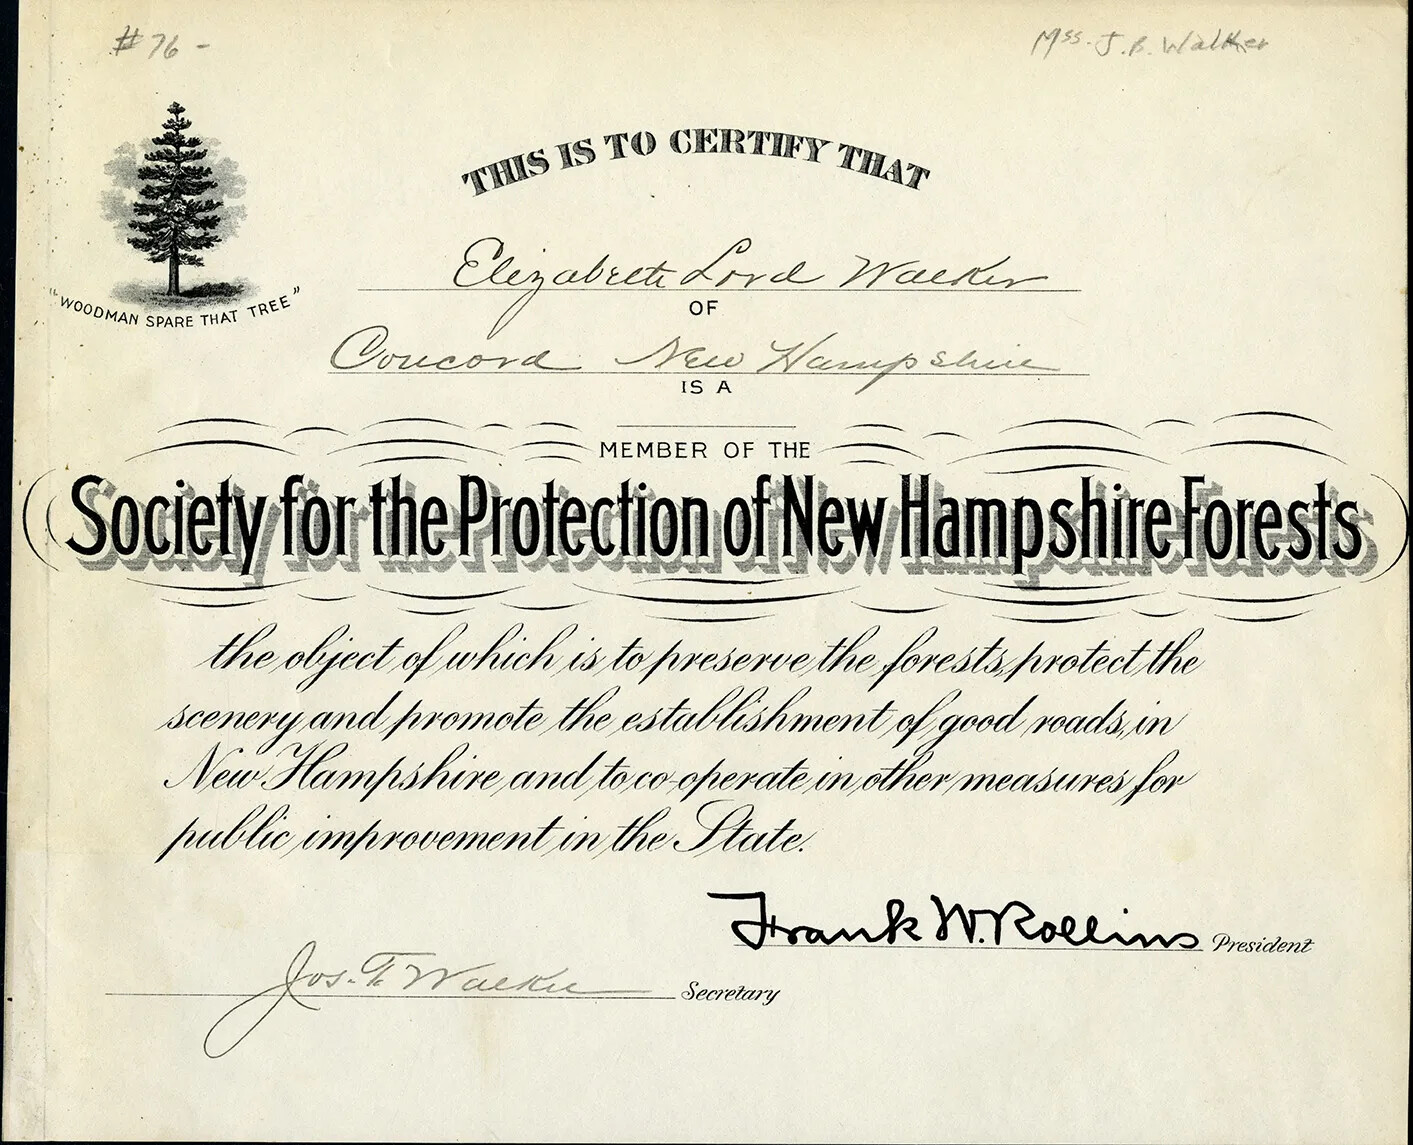 #76 -
Mss. J. B. Walker
THIS IS TO CERTIFY THAT
Elizabeth Lord Walker
OF
"WOODMAN SPARE THAT TREE"
Concord New Hampshire
IS A
MEMBER OF THE
Society for the Protection of New Hampshire Forests
the object of which is to preserve the forests, protect the
scenery and promote the establishment of good roads, in
New Hampshire, and to co-operate in other measures for
public improvement in the State.
Frank W. Rollins President
Jos. T. Walker Secretary